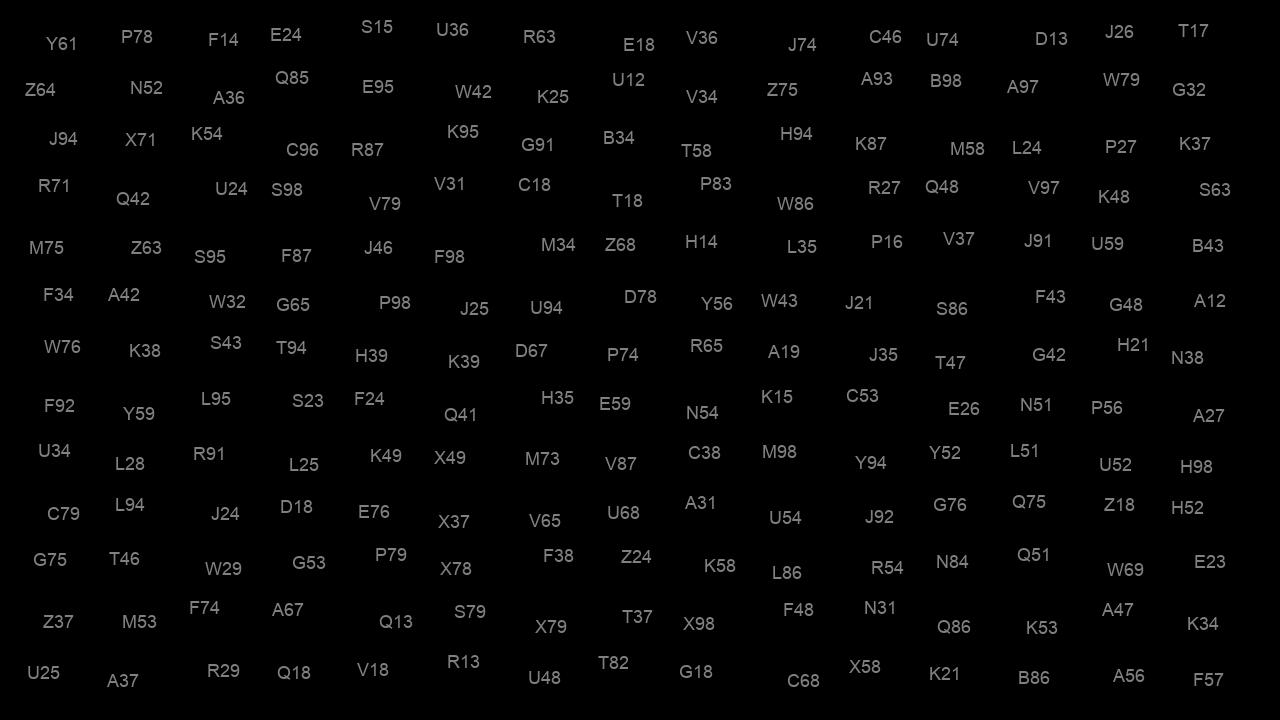 Y61 P78 F14 E24 S15 U36 R63 E18 V36 J74 C46 U74 D13 J26 T17
Z64 N52 A36 Q85 E95 W42 K25 U12 V34 Z75 A93 B98 A97 W79 G32
J94 X71 K54 C96 R87 K95 G91 B34 T58 H94 K87 M58 L24 P27 K37
R71 Q42 U24 S98 V79 V31 C18 T18 P83 W86 R27 Q48 V97 K48 S63
M75 Z63 S95 F87 J46 F98 M34 Z68 H14 L35 P16 V37 J91 U59 B43
F34 A42 W32 G65 P98 J25 U94 D78 Y56 W43 J21 S86 F43 G48 A12
W76 K38 S43 T94 H39 K39 D67 P74 R65 A19 J35 T47 G42 H21 N38
F92 Y59 L95 S23 F24 Q41 H35 E59 N54 K15 C53 E26 N51 P56 A27
U34 L28 R91 L25 K49 X49 M73 V87 C38 M98 Y94 Y52 L51 U52 H98
C79 L94 J24 D18 E76 X37 V65 U68 A31 U54 J92 G76 Q75 Z18 H52
G75 T46 W29 G53 P79 X78 F38 Z24 K58 L86 R54 N84 Q51 W69 E23
Z37 M53 F74 A67 Q13 S79 X79 T37 X98 F48 N31 Q86 K53 A47 K34
U25 A37 R29 Q18 V18 R13 U48 T82 G18 C68 X58 K21 B86 A56 F57